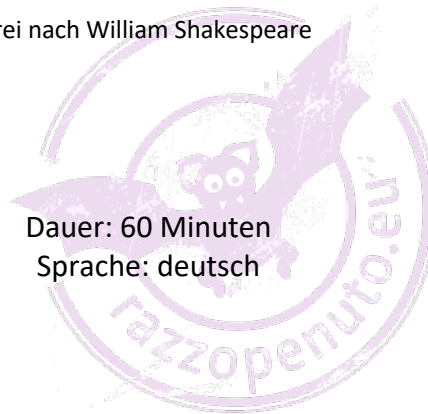 rei nach William Shakespeare
Dauer: 60 Minuten
Sprache: deutsch
razzopenuto.eu